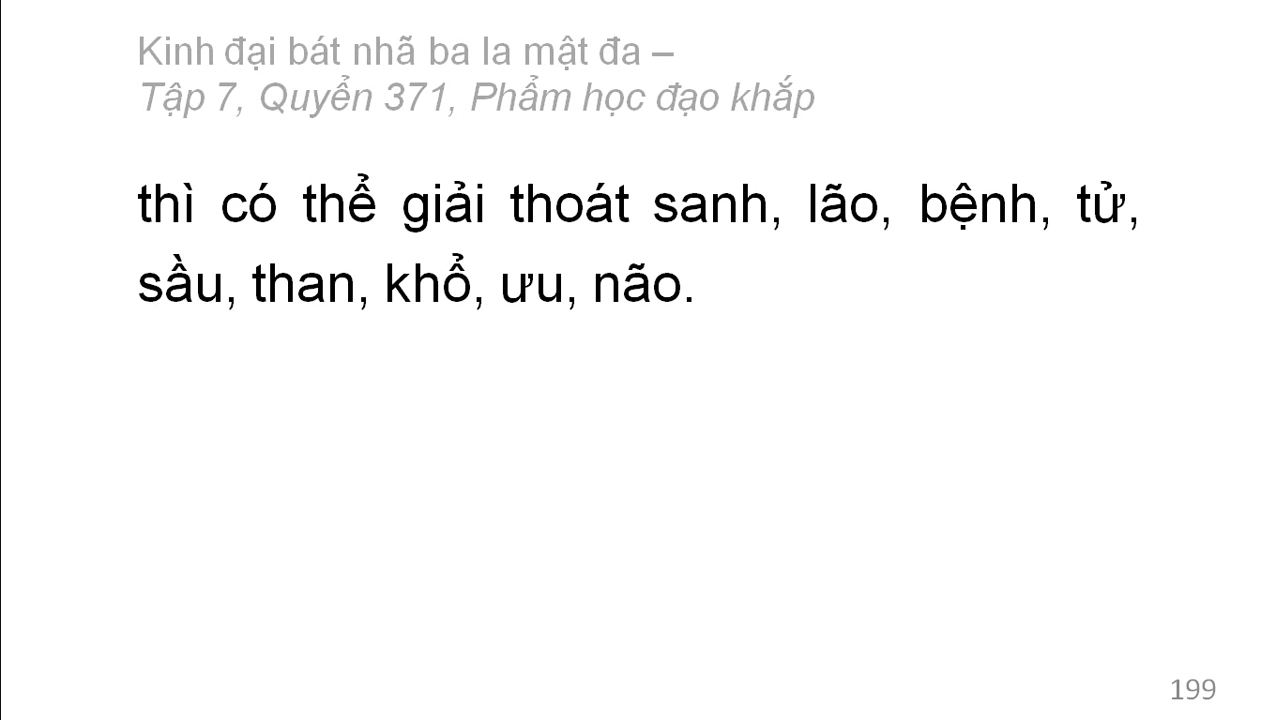 Kinh đại bát nhã ba la mật đa –
Tập 7, Quyển 371, Phẩm học đạo khắp
thì có thể giải thoát sanh, lão, bệnh, tử,
sầu, than, khổ, ưu, não.
199